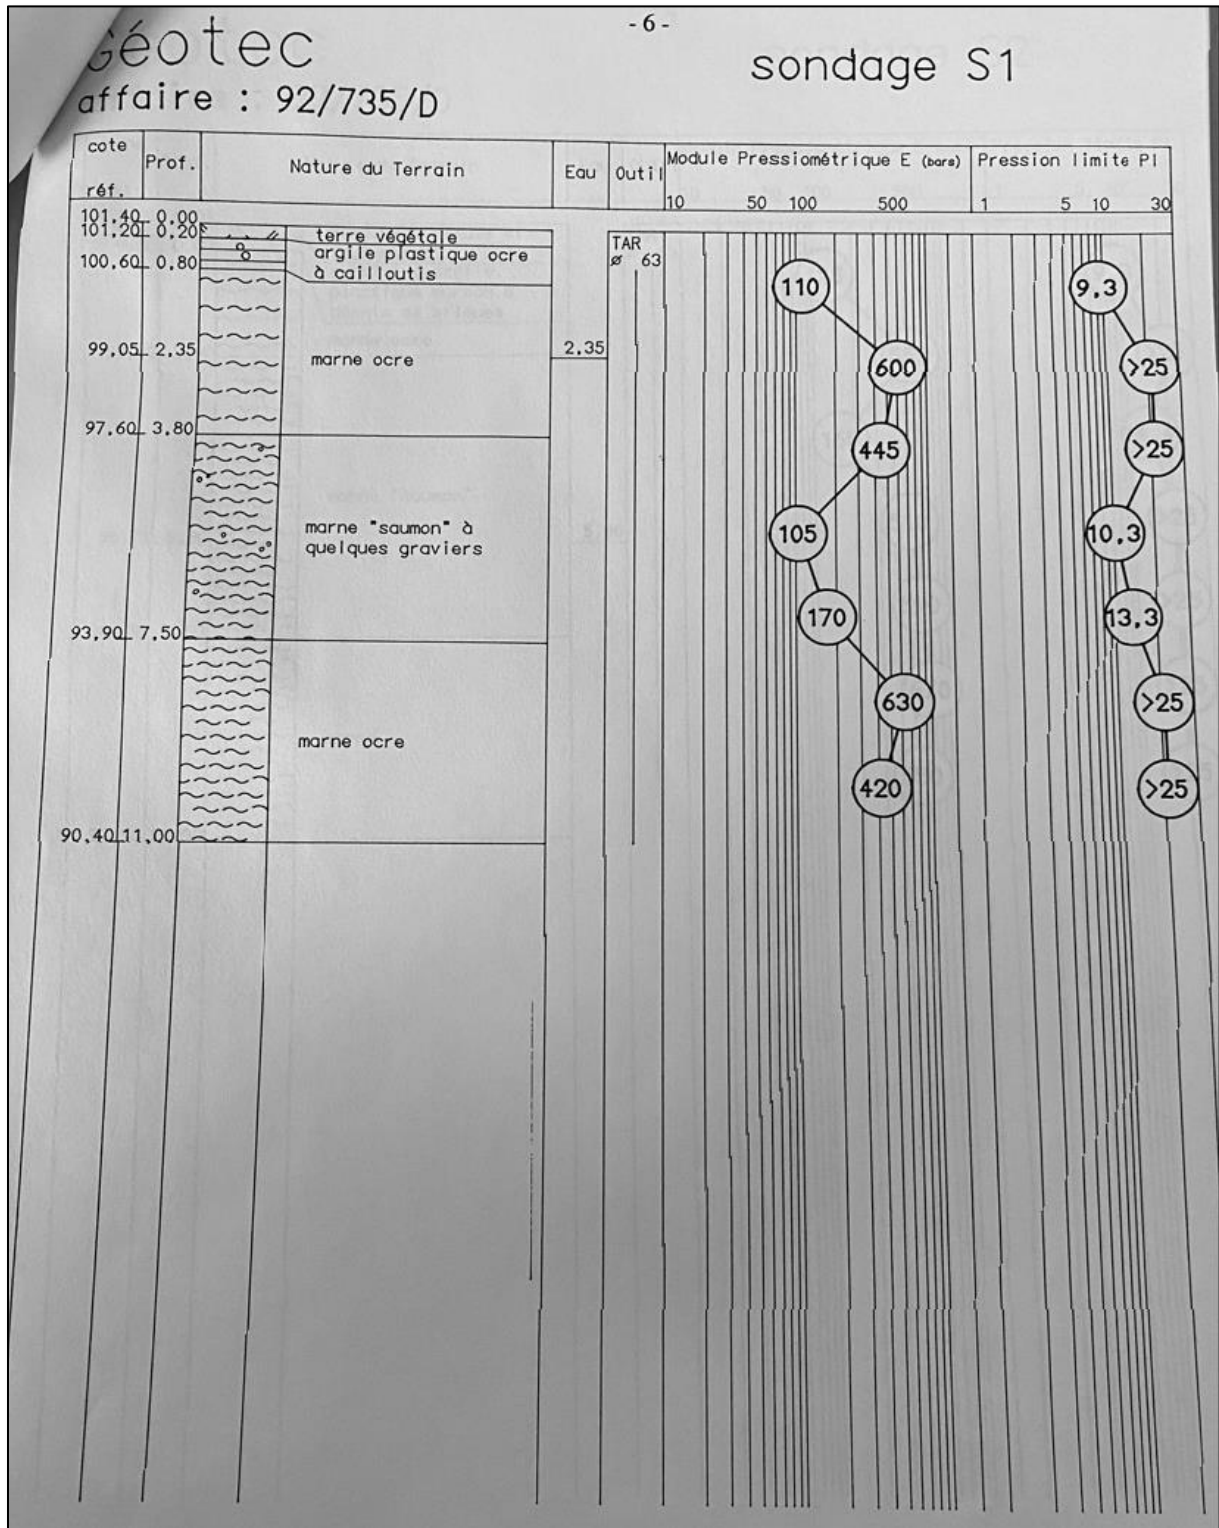 - 6 -
Géotec
sondage S1
affaire : 92/735/D
cote réf. Prof. Nature du Terrain Eau Outil Module Pressiométrique E (bars) Pression limite Pl
10 50 100 500 1 5 10 30
101,40 0,00
101,20 0,20 terre végétale TAR
argile plastique ocre ø 63
100,60 0,80 à cailloutis
110 9,3
99,05 2,35 marne ocre 2,35
600 >25
97,60 3,80
445 >25
marne "saumon" à 105 10,3
quelques graviers
170 13,3
93,90 7,50
630 >25
marne ocre
420 >25
90,40 11,00